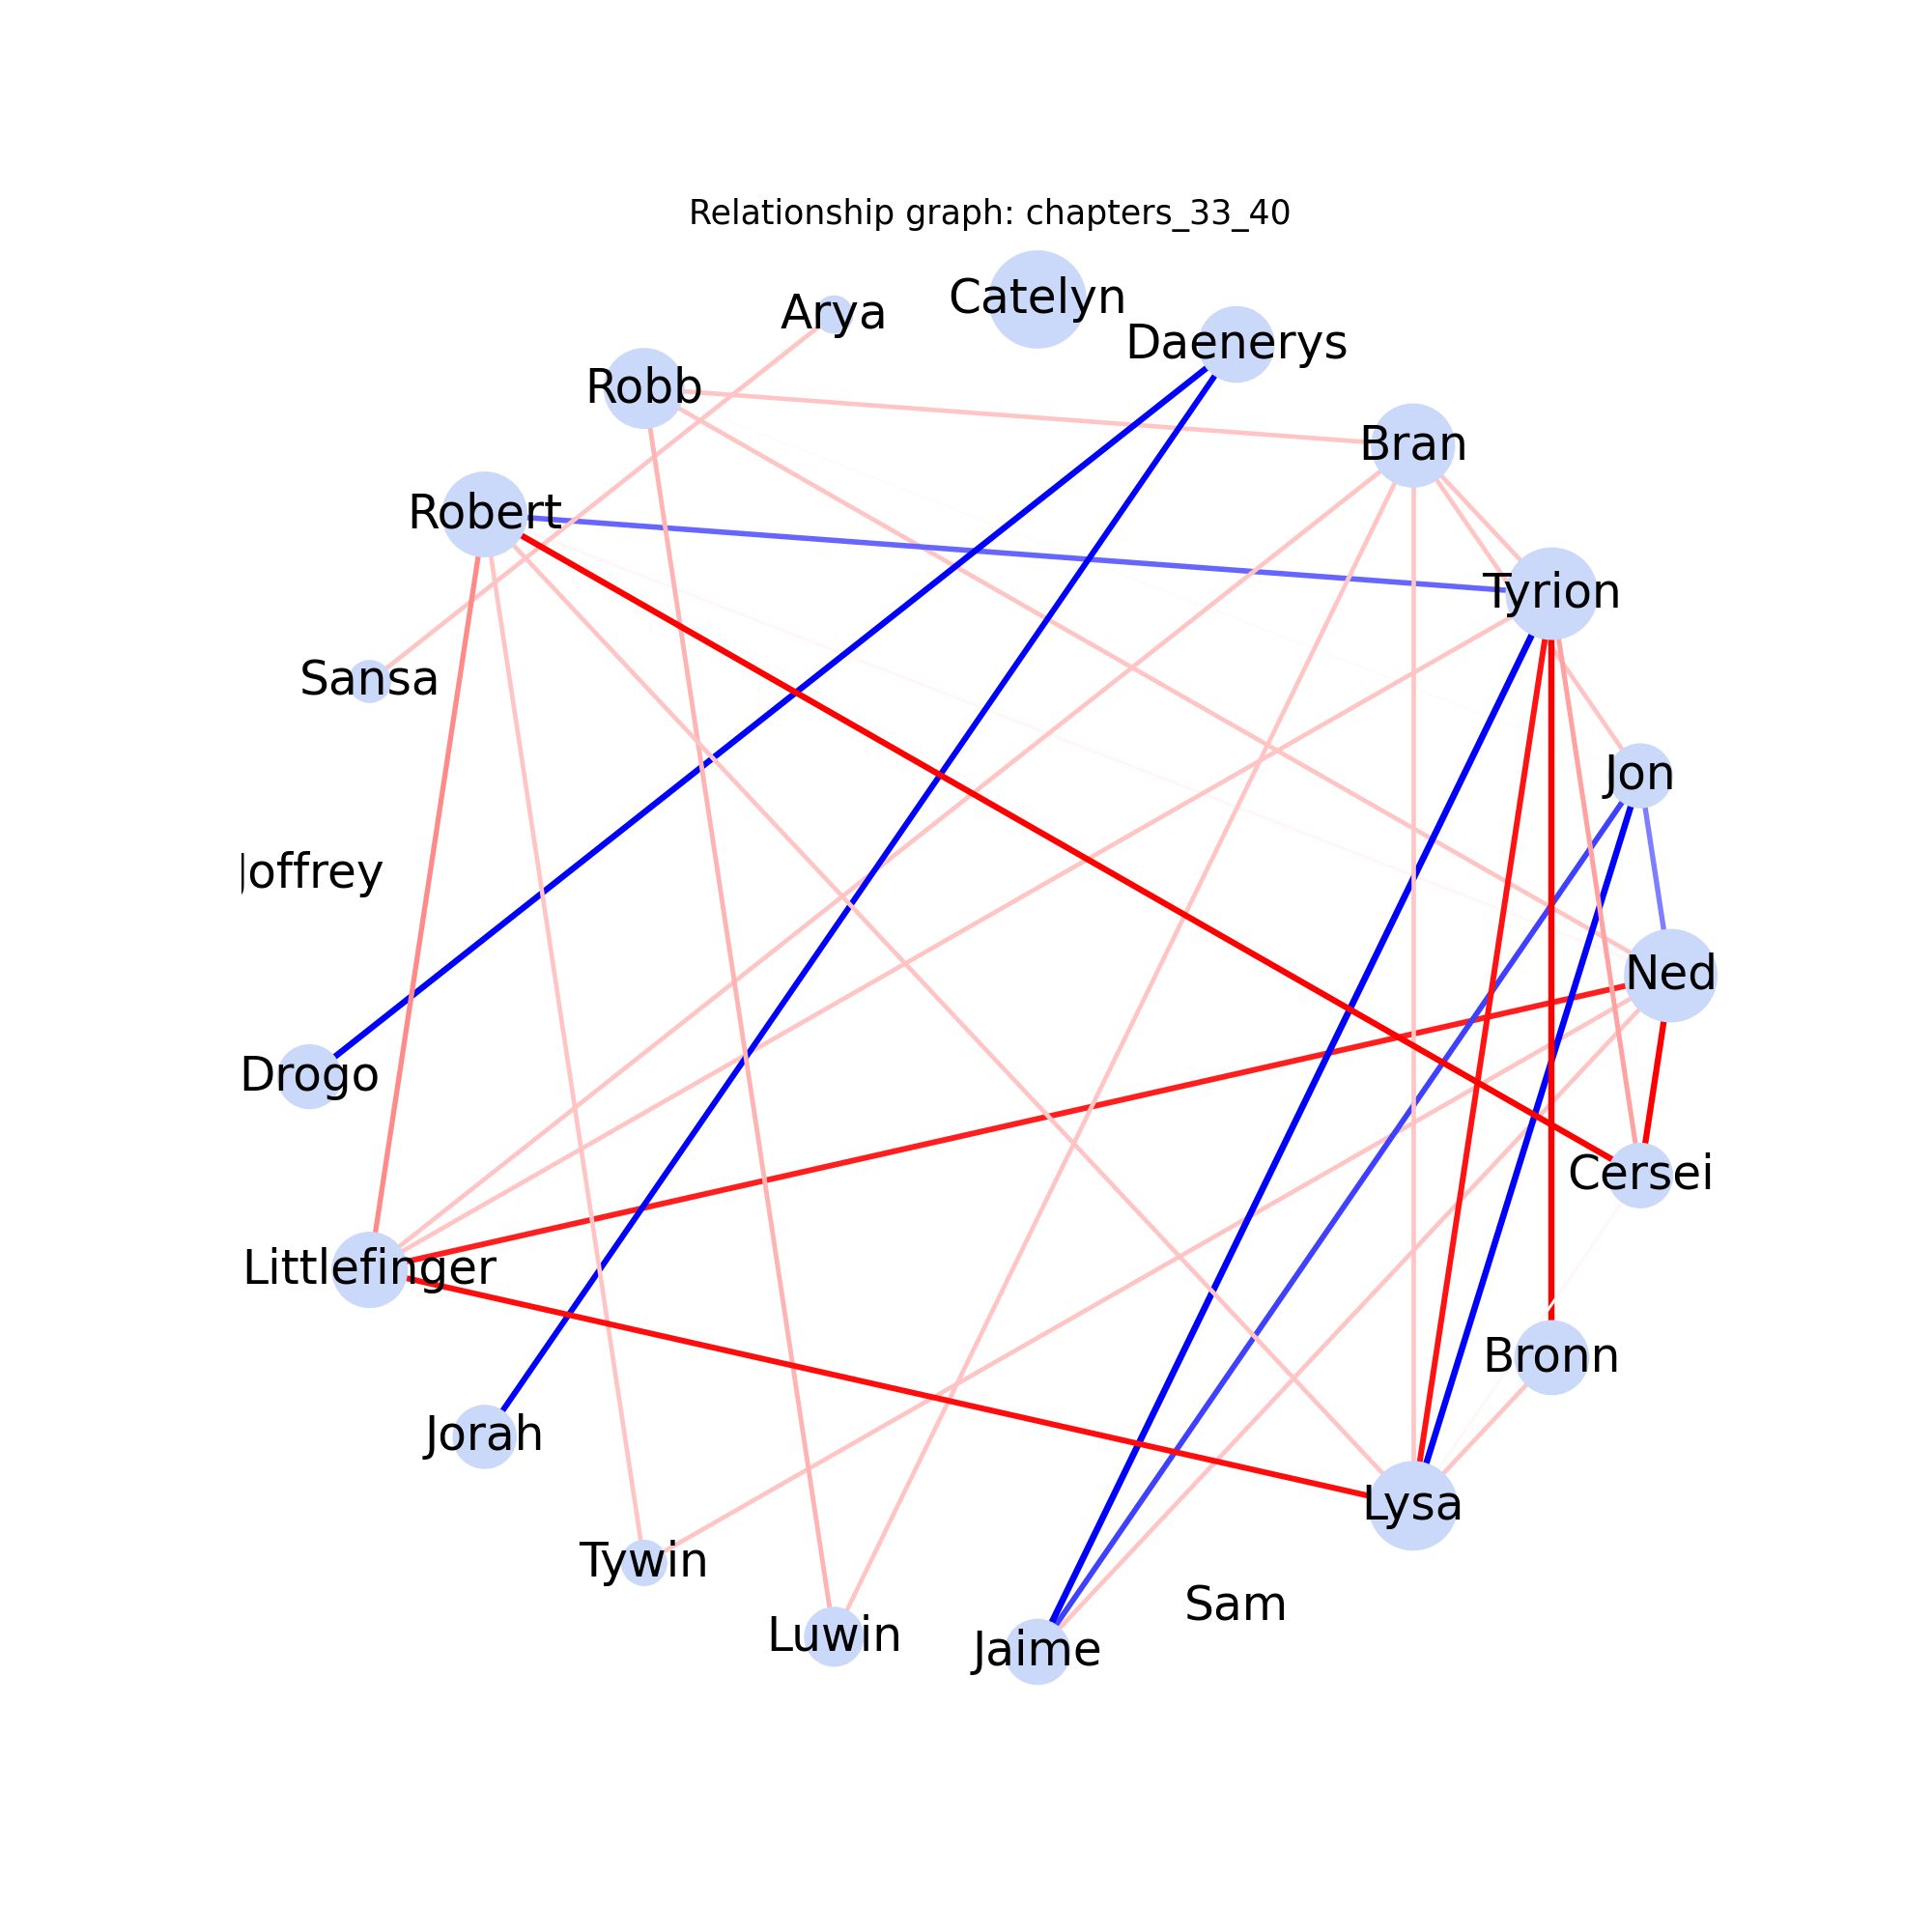 Relationship graph: chapters_33_40
Catelyn
Arya
Daenerys
Robb
Bran
Robert
Tyrion
Sansa
Jon
Joffrey
Ned
Drogo
Cersei
Littlefinger
Bronn
Jorah
Lysa
Tywin
Sam
Luwin
Jaime